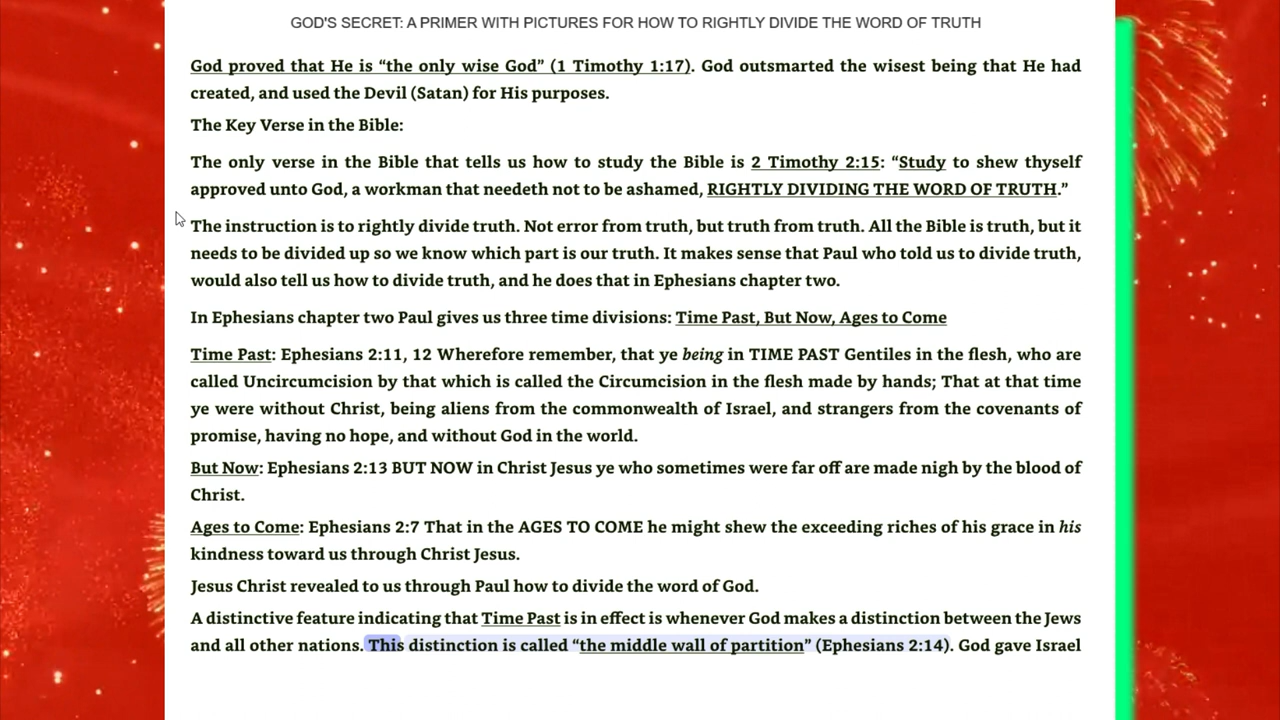 GOD'S SECRET: A PRIMER WITH PICTURES FOR HOW TO RIGHTLY DIVIDE THE WORD OF TRUTH
God proved that He is “the only wise God” (1 Timothy 1:17). God outsmarted the wisest being that He had
created, and used the Devil (Satan) for His purposes.
The Key Verse in the Bible:
The only verse in the Bible that tells us how to study the Bible is 2 Timothy 2:15: “Study to shew thyself
approved unto God, a workman that needeth not to be ashamed, RIGHTLY DIVIDING THE WORD OF TRUTH.”
The instruction is to rightly divide truth. Not error from truth, but truth from truth. All the Bible is truth, but it
needs to be divided up so we know which part is our truth. It makes sense that Paul who told us to divide truth,
would also tell us how to divide truth, and he does that in Ephesians chapter two.
In Ephesians chapter two Paul gives us three time divisions: Time Past, But Now, Ages to Come
Time Past: Ephesians 2:11, 12 Wherefore remember, that ye being in TIME PAST Gentiles in the flesh, who are
called Uncircumcision by that which is called the Circumcision in the flesh made by hands; That at that time
ye were without Christ, being aliens from the commonwealth of Israel, and strangers from the covenants of
promise, having no hope, and without God in the world.
But Now: Ephesians 2:13 BUT NOW in Christ Jesus ye who sometimes were far off are made nigh by the blood of
Christ.
Ages to Come: Ephesians 2:7 That in the AGES TO COME he might shew the exceeding riches of his grace in his
kindness toward us through Christ Jesus.
Jesus Christ revealed to us through Paul how to divide the word of God.
A distinctive feature indicating that Time Past is in effect is whenever God makes a distinction between the Jews
and all other nations. This distinction is called “the middle wall of partition” (Ephesians 2:14). God gave Israel